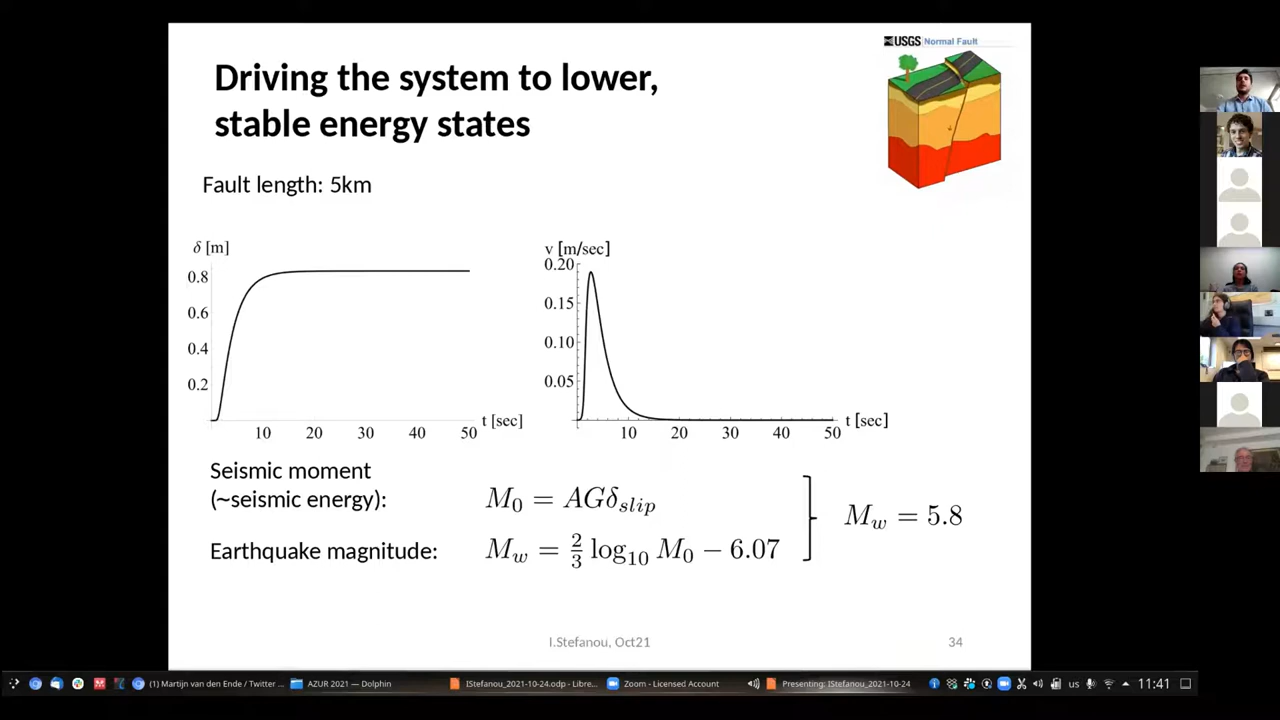 USGS Normal Fault
Driving the system to lower,
stable energy states
Fault length: 5km
δ [m]
0.8
0.6
0.4
0.2
10 20 30 40 50
t [sec]
v [m/sec]
0.20
0.15
0.10
0.05
10 20 30 40 50
t [sec]
Seismic moment
(~seismic energy):
M₀ = AGδ_slip
Earthquake magnitude:
M_w = 2/3 log₁₀ M₀ − 6.07
M_w = 5.8
I.Stefanou, Oct21
34
(1) Martijn van den Ende / Twitter ...
AZUR 2021 — Dolphin
IStefanou_2021-10-24.odp - Libre...
Zoom - Licensed Account
Presenting: IStefanou_2021-10-24
us
11:41